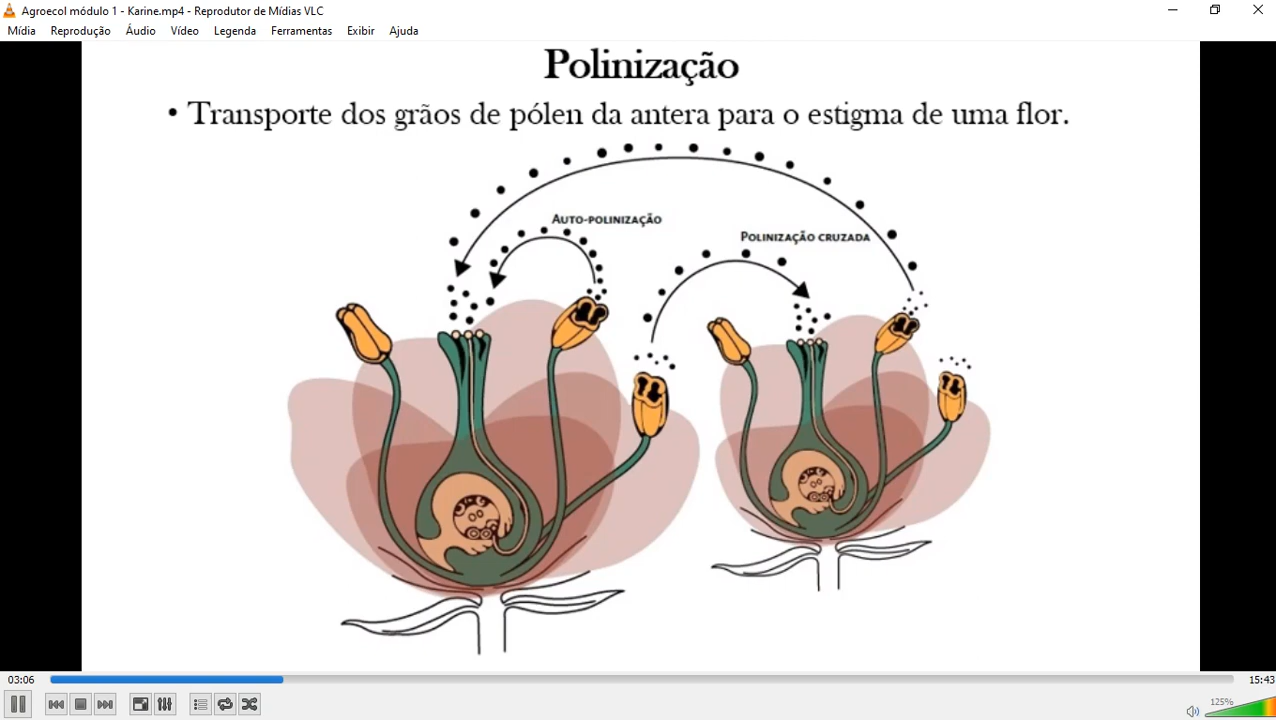 Agroecol módulo 1 - Karine.mp4 - Reprodutor de Mídias VLC
Mídia Reprodução Áudio Vídeo Legenda Ferramentas Exibir Ajuda
Polinização
• Transporte dos grãos de pólen da antera para o estigma de uma flor.
Auto-polinização
Polinização cruzada
03:06 15:43
125%